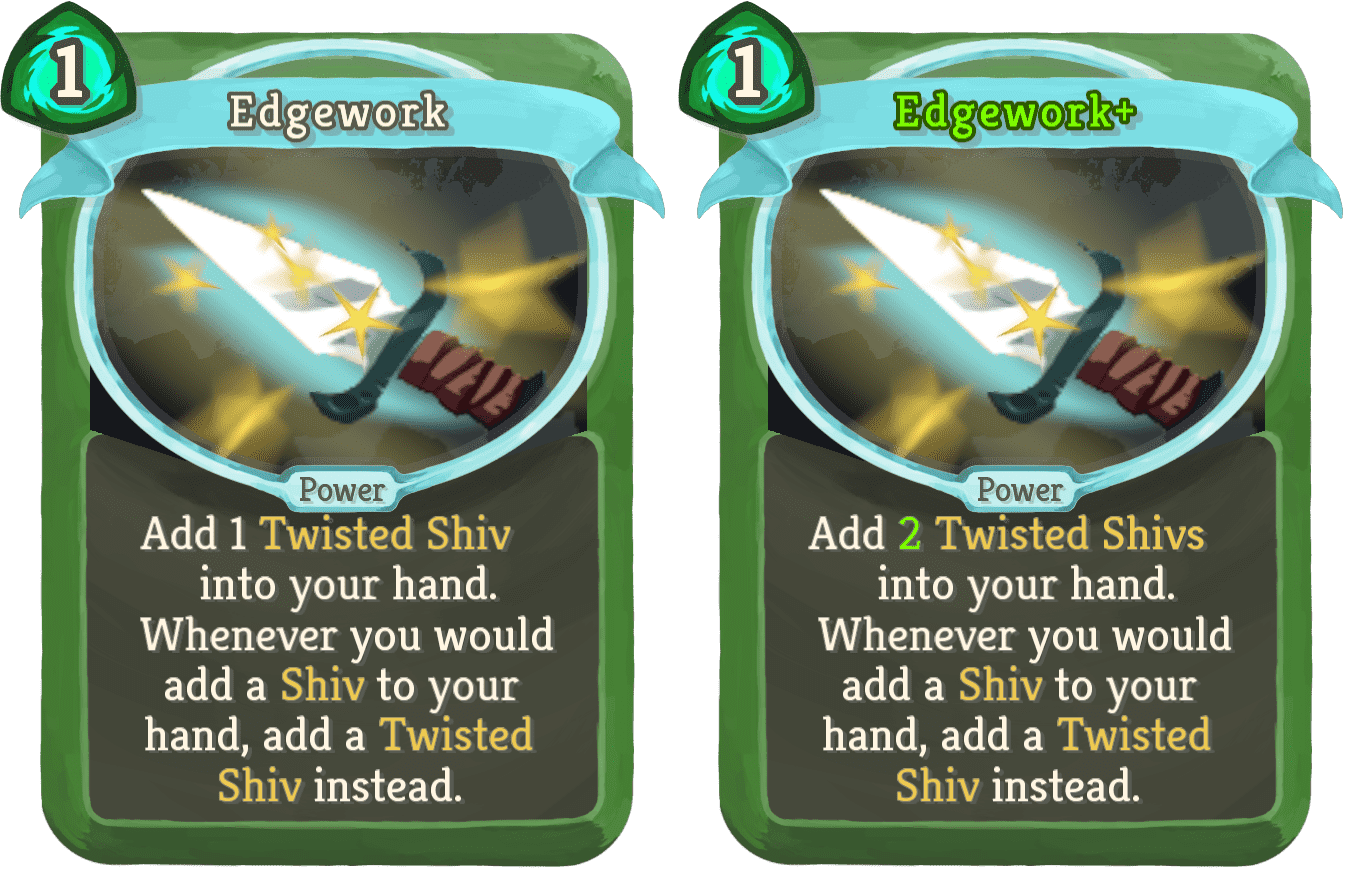 1
Edgework
Power
Add 1 Twisted Shiv
into your hand.
Whenever you would
add a Shiv to your
hand, add a Twisted
Shiv instead.
1
Edgework+
Power
Add 2 Twisted Shivs
into your hand.
Whenever you would
add a Shiv to your
hand, add a Twisted
Shiv instead.